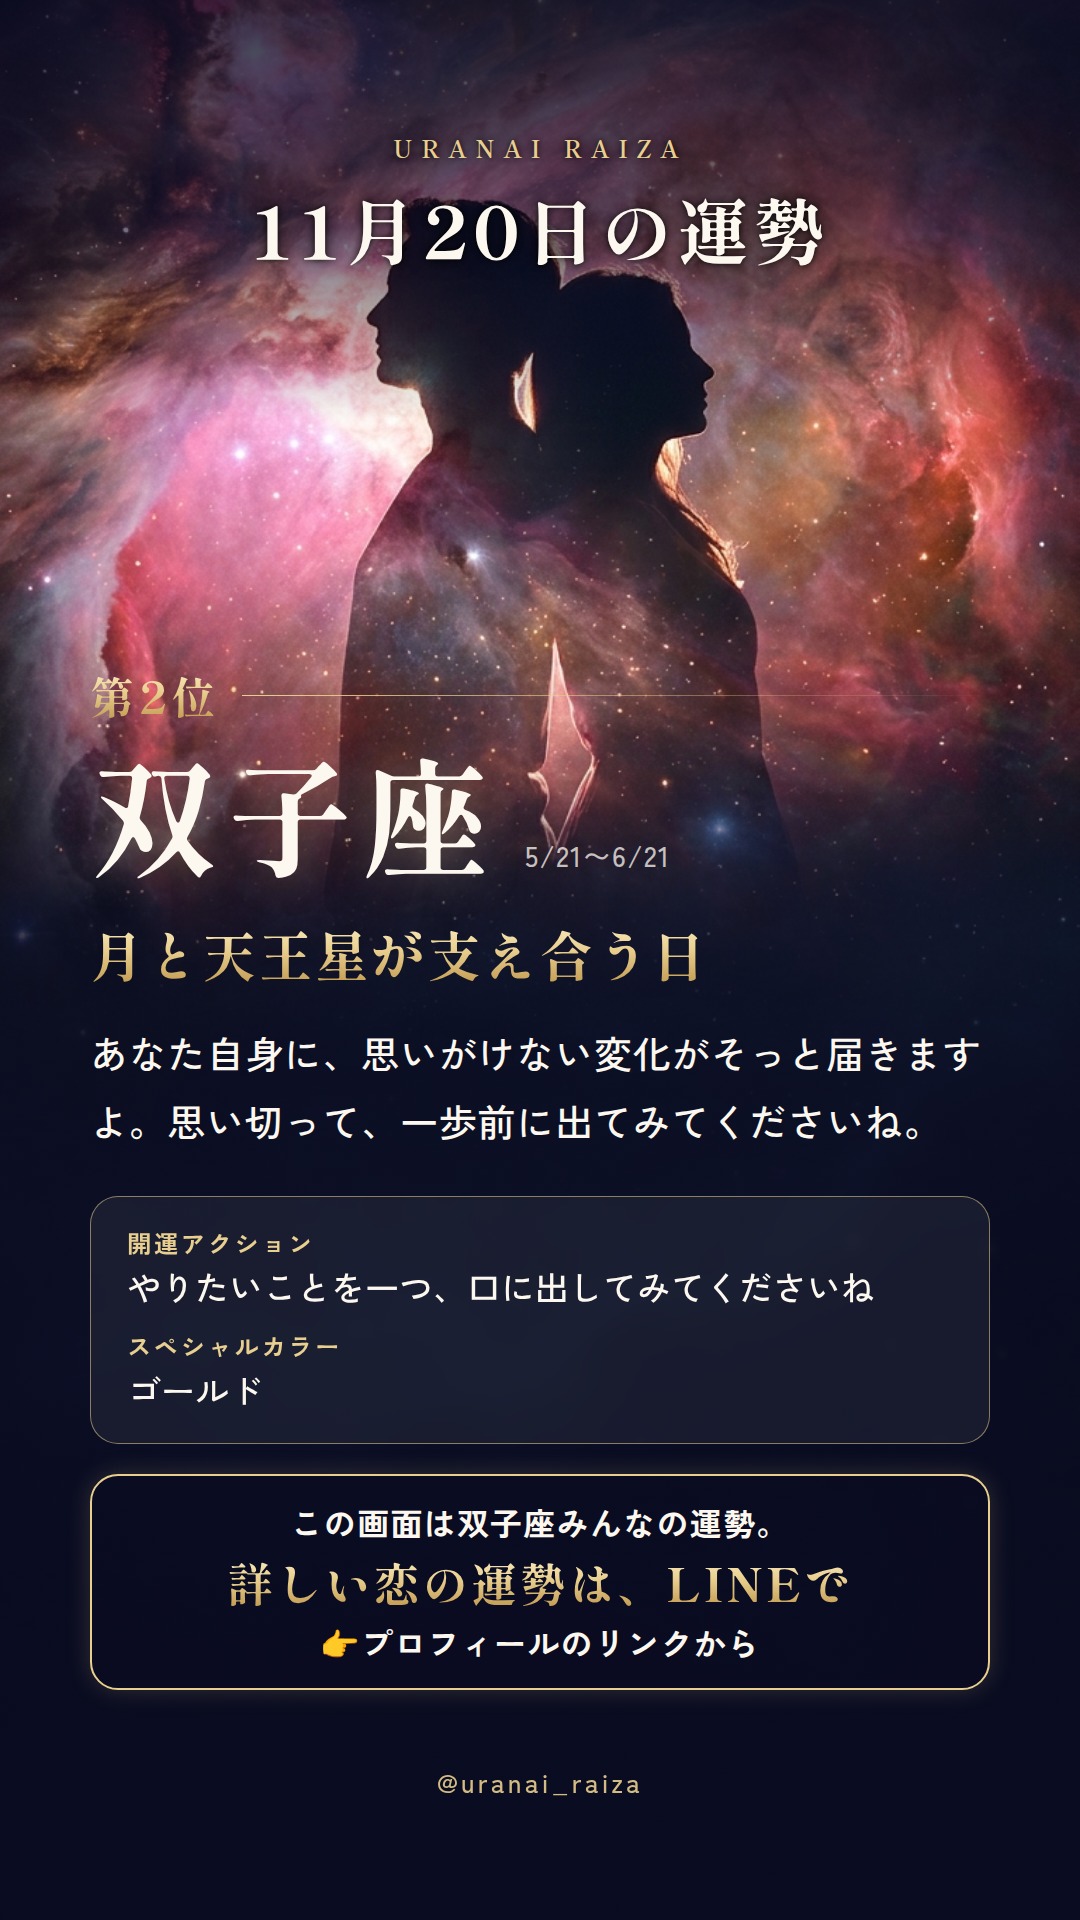 URANAI RAIZA
11月20日の運勢
第2位
双子座 5/21〜6/21
月と天王星が支え合う日
あなた自身に、思いがけない変化がそっと届きます
よ。思い切って、一歩前に出てみてくださいね。
開運アクション
やりたいことを一つ、口に出してみてくださいね
スペシャルカラー
ゴールド
この画面は双子座みんなの運勢。
詳しい恋の運勢は、LINEで
👉プロフィールのリンクから
@uranai_raiza